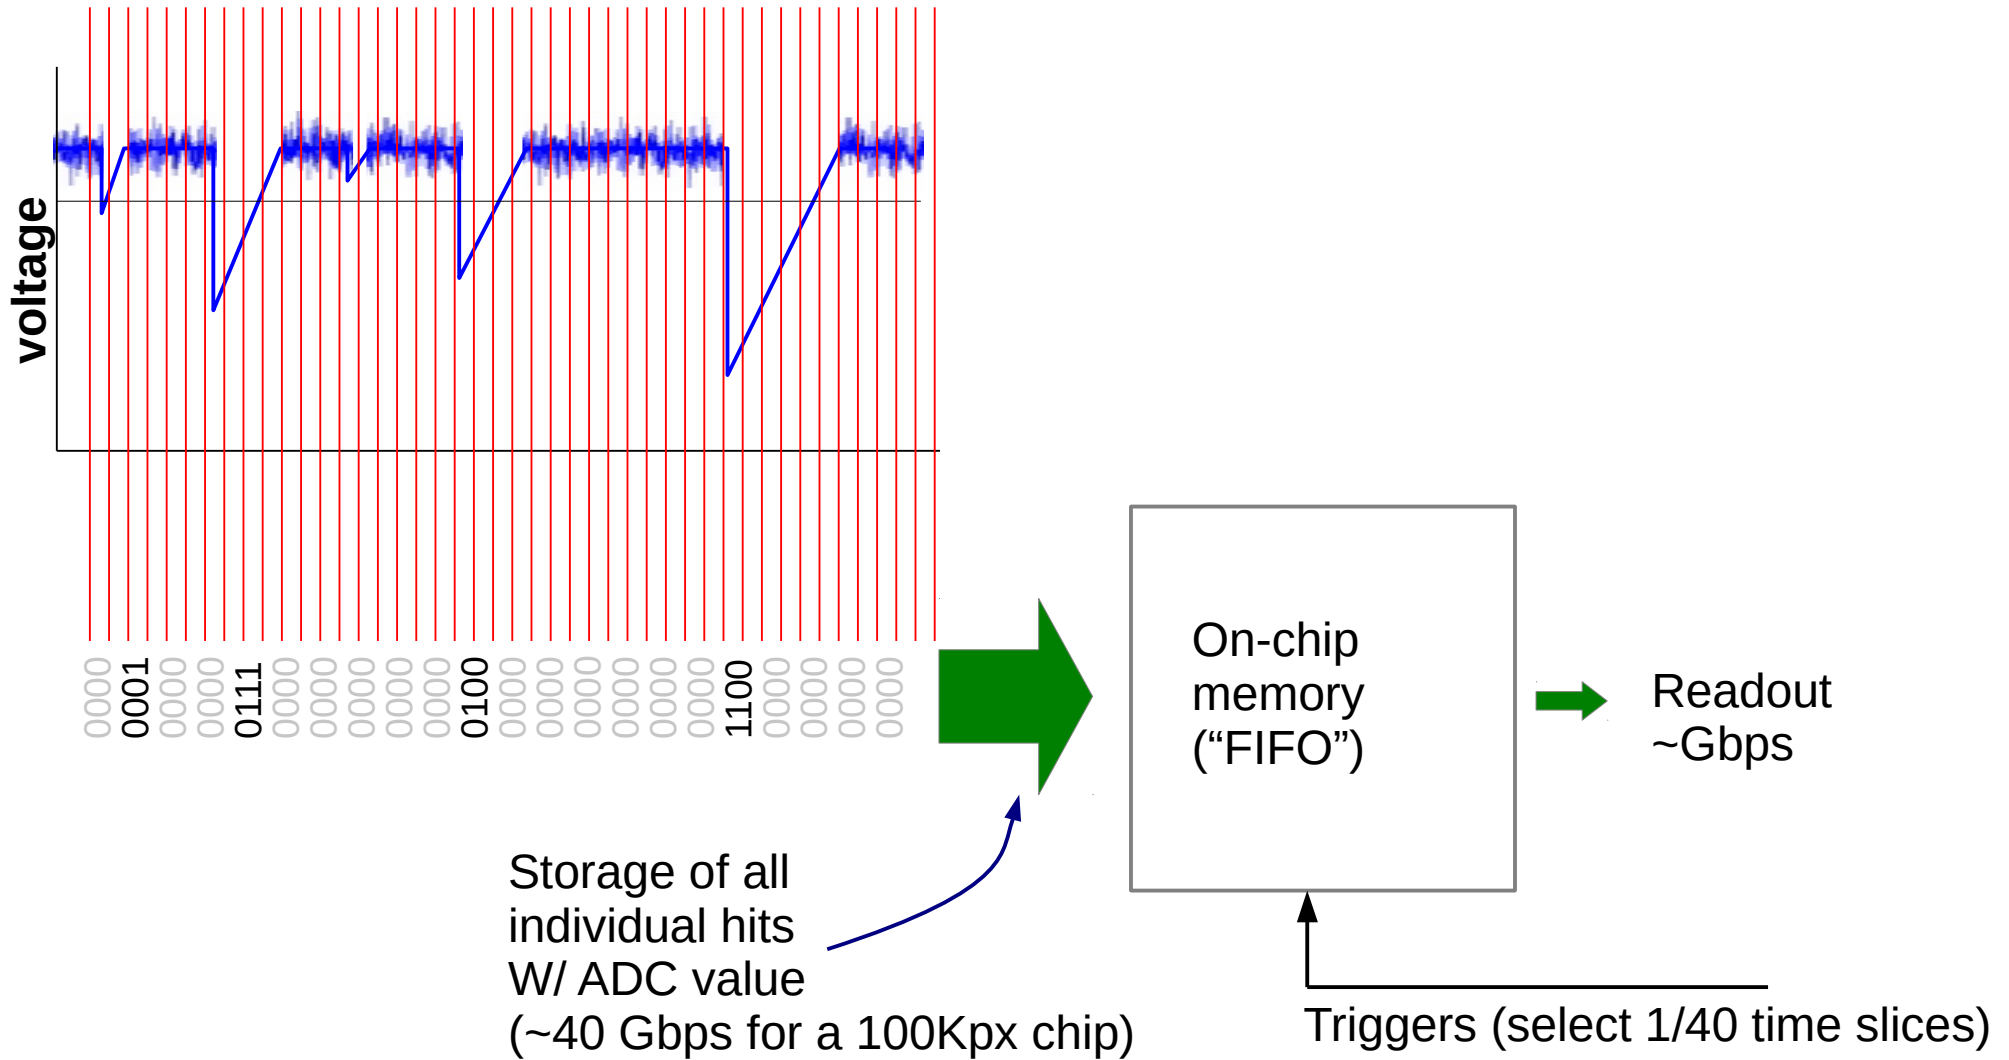 voltage
0000 0001 0000 0000 0111 0000 0000 0000 0000 0000 0100 0000 0000 0000 0000 0000 0000 1100 0000 0000 0000 0000
On-chip
memory
(“FIFO”)
Readout
~Gbps
Storage of all
individual hits
W/ ADC value
(~40 Gbps for a 100Kpx chip)
Triggers (select 1/40 time slices)